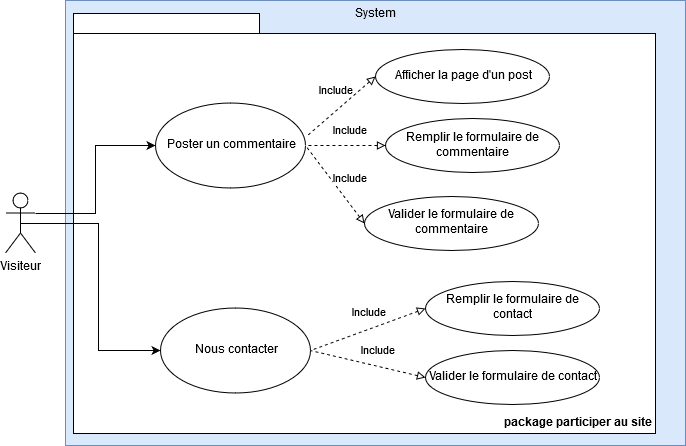 System
Afficher la page d'un post
Include
Poster un commentaire
Include
Remplir le formulaire de
commentaire
Include
Valider le formulaire de
commentaire
Visiteur
Remplir le formulaire de
contact
Include
Nous contacter
Include
Valider le formulaire de contact
package participer au site